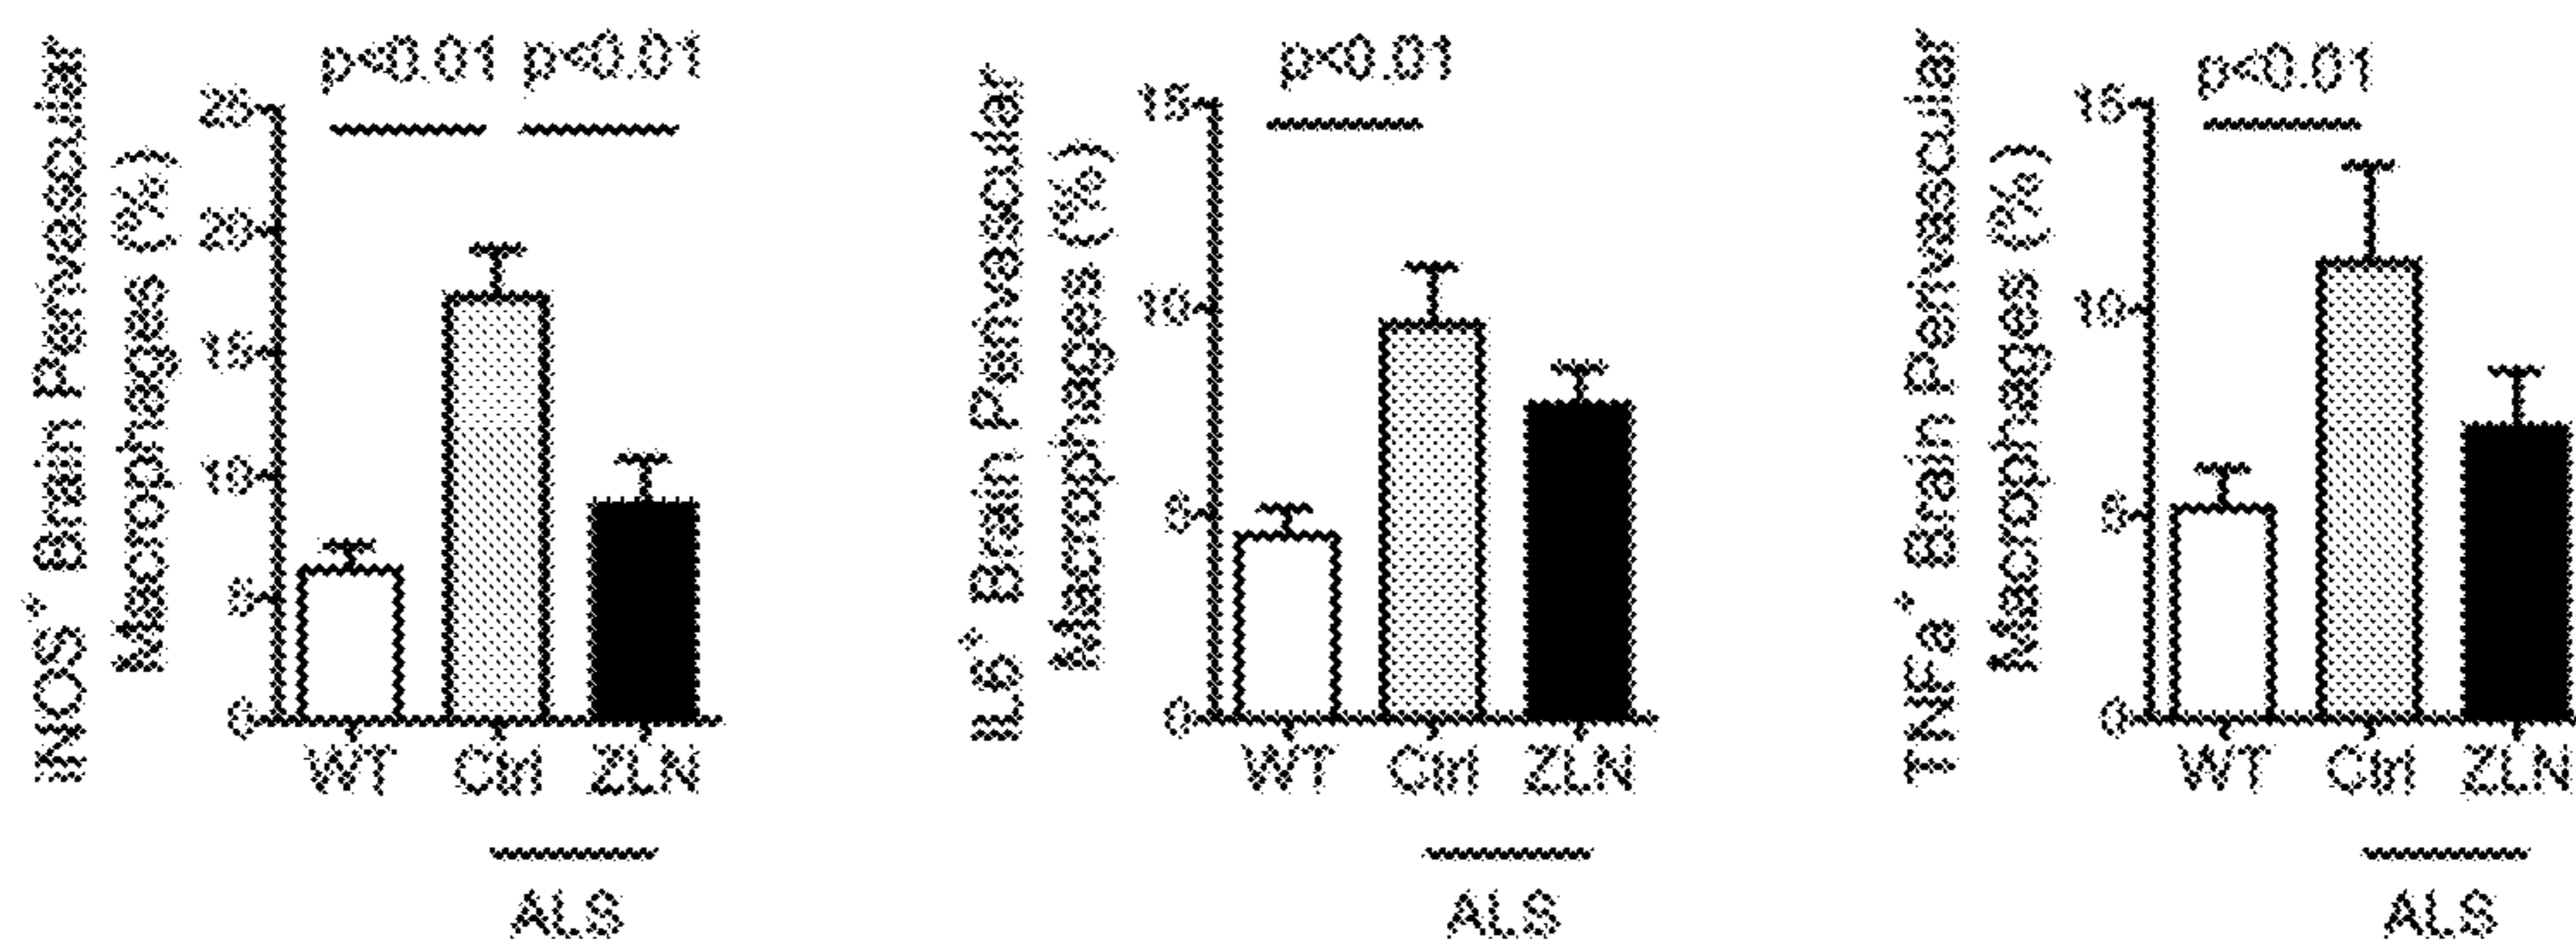 iNOS+ Brain Perivascular
Macrophages (%)
p<0.01 p<0.01
25
20
15
10
5
0
WT Ctrl ZLN
ALS
IL6+ Brain Perivascular
Macrophages (%)
p<0.01
15
10
5
0
WT Ctrl ZLN
ALS
TNFa+ Brain Perivascular
Macrophages (%)
p<0.01
15
10
5
0
WT Ctrl ZLN
ALS